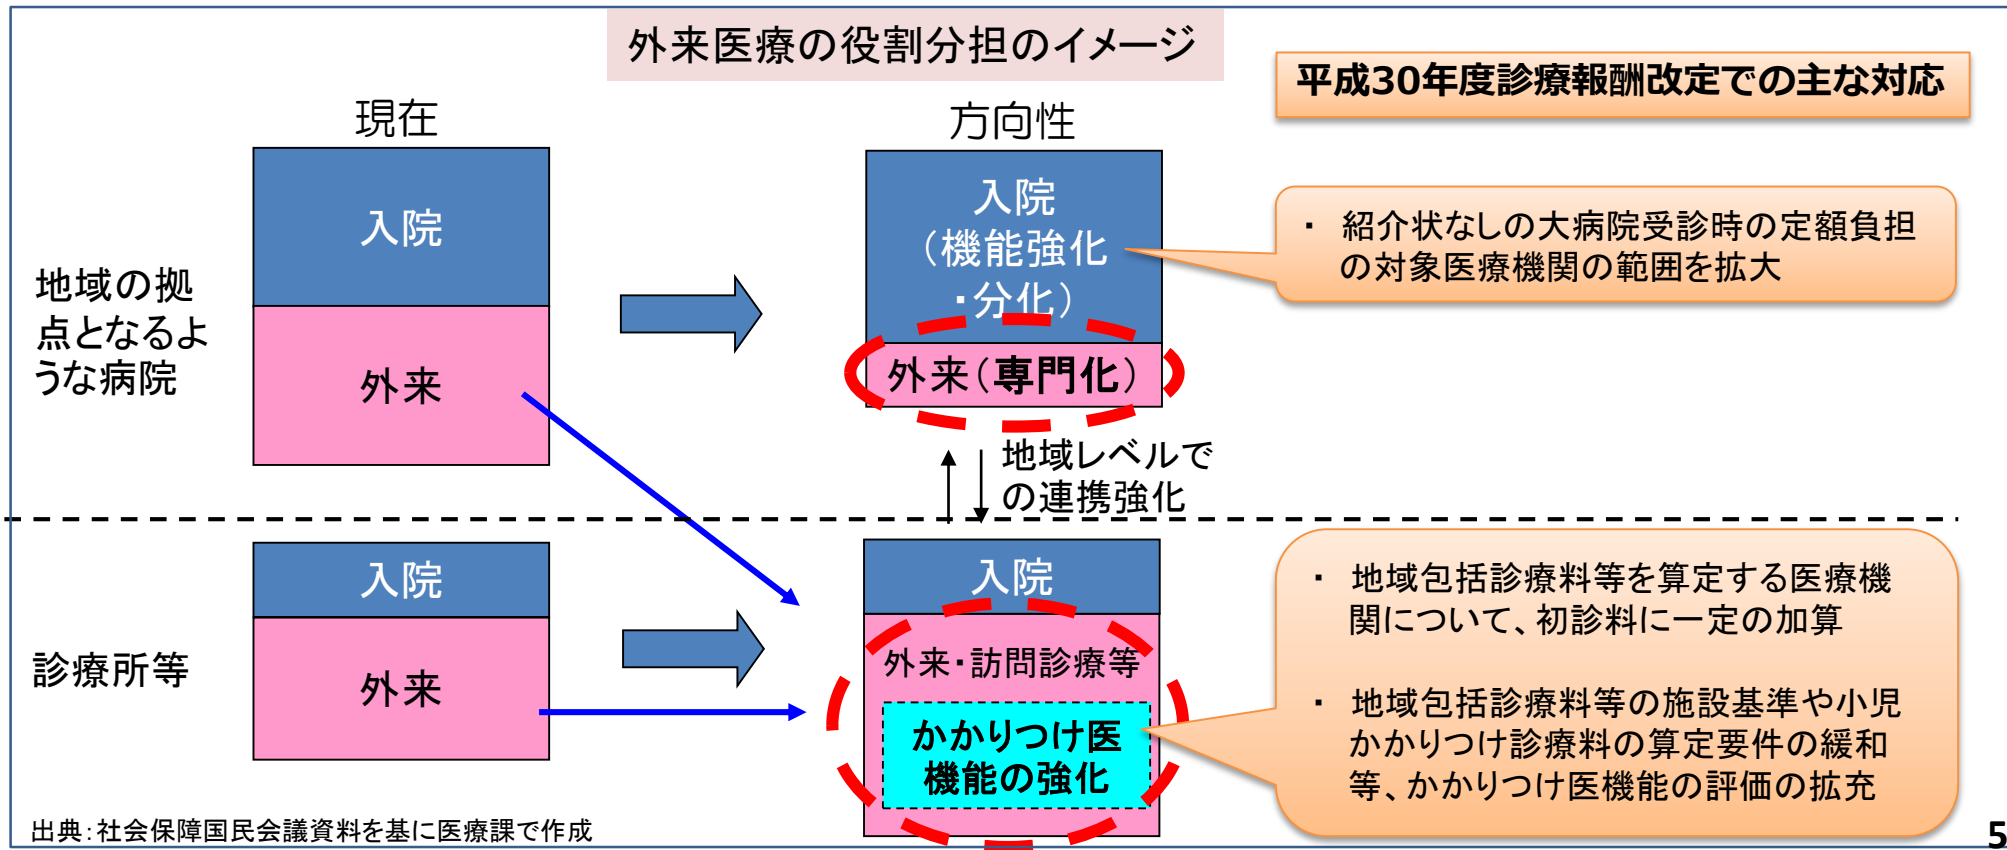 外来医療の役割分担のイメージ
平成30年度診療報酬改定での主な対応
現在
方向性
地域の拠
点となるよ
うな病院
入院
外来
入院
（機能強化
・分化）
外来（専門化）
・ 紹介状なしの大病院受診時の定額負担
の対象医療機関の範囲を拡大
地域レベルで
の連携強化
診療所等
入院
外来
入院
外来・訪問診療等
かかりつけ医
機能の強化
・ 地域包括診療料等を算定する医療機
関について、初診料に一定の加算
・ 地域包括診療料等の施設基準や小児
かかりつけ診療料の算定要件の緩和
等、かかりつけ医機能の評価の拡充
出典：社会保障国民会議資料を基に医療課で作成
5